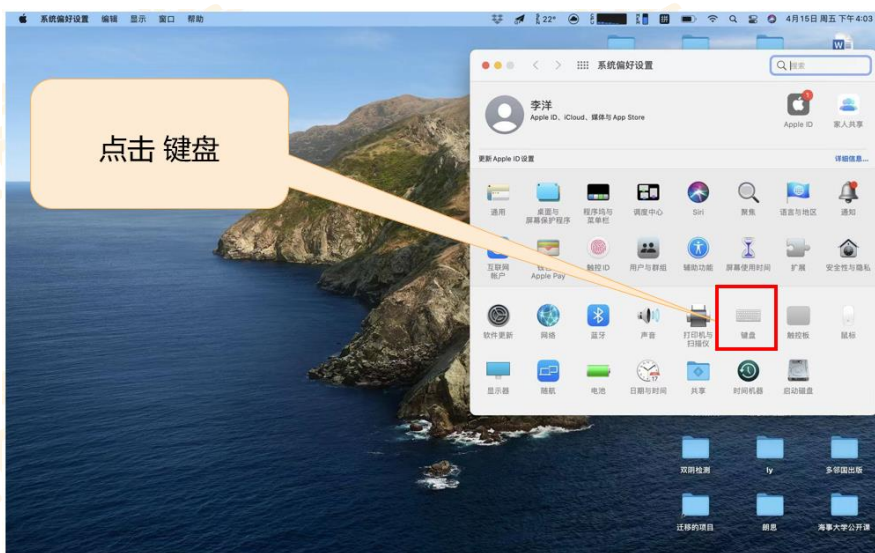 系统偏好设置 编辑 显示 窗口 帮助
22° 拼 4月15日 周五 下午4:03
系统偏好设置
搜索
李洋
Apple ID、iCloud、媒体与 App Store
1
Apple ID 家人共享
更新 Apple ID 设置 详细信息...
点击 键盘
通用 桌面与 程序坞与 调度中心 Siri 聚焦 语言与地区 通知
屏幕保护程序 菜单栏
互联网 触控 ID 用户与群组 辅助功能 屏幕使用时间 扩展 安全性与隐私
帐户 Apple Pay
软件更新 网络 蓝牙 声音 打印机与 键盘 触控板 鼠标
扫描仪
17
显示器 随航 电池 日期与时间 共享 时间机器 启动磁盘
双阴检测 ly 多邻国出版
迁移的项目 朗思 海事大学公开课